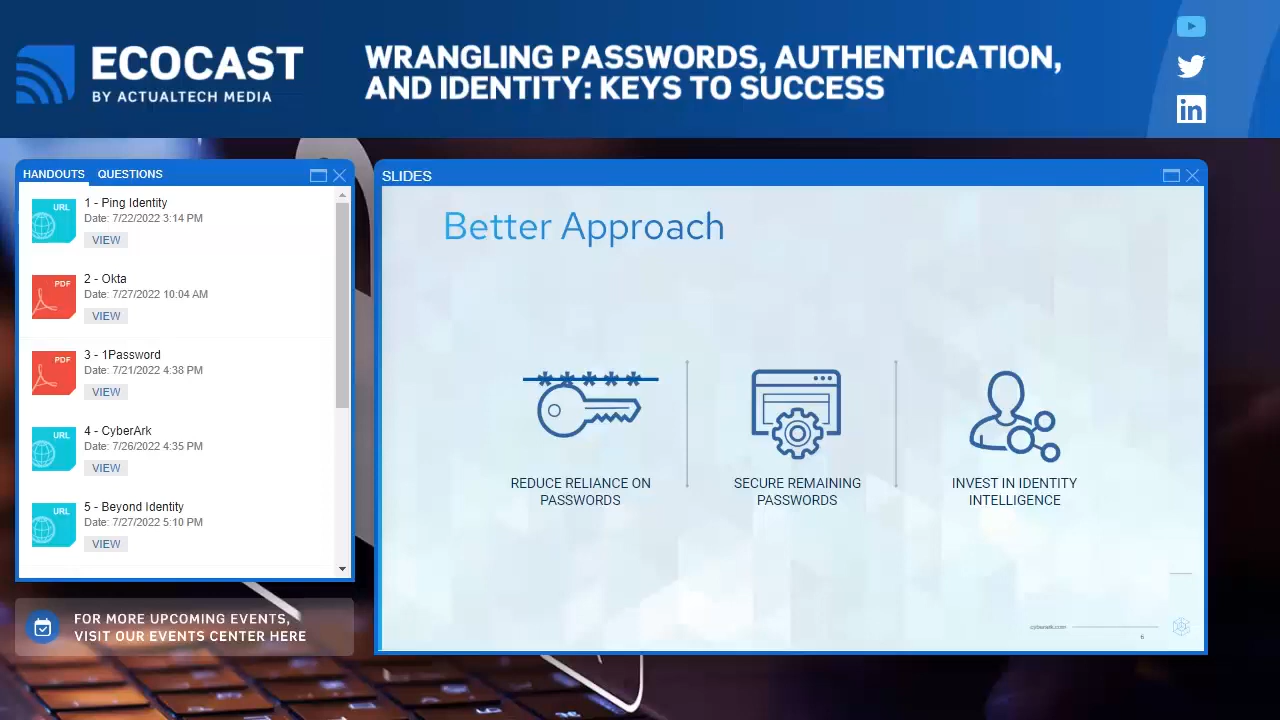 ECOCAST
BY ACTUALTECH MEDIA
WRANGLING PASSWORDS, AUTHENTICATION,
AND IDENTITY: KEYS TO SUCCESS
HANDOUTS QUESTIONS
URL
1 - Ping Identity
Date: 7/22/2022 3:14 PM
VIEW
PDF
2 - Okta
Date: 7/27/2022 10:04 AM
VIEW
PDF
3 - 1Password
Date: 7/21/2022 4:38 PM
VIEW
URL
4 - CyberArk
Date: 7/26/2022 4:35 PM
VIEW
URL
5 - Beyond Identity
Date: 7/27/2022 5:10 PM
VIEW
FOR MORE UPCOMING EVENTS,
VISIT OUR EVENTS CENTER HERE
SLIDES
Better Approach
REDUCE RELIANCE ON
PASSWORDS
SECURE REMAINING
PASSWORDS
INVEST IN IDENTITY
INTELLIGENCE
cyberark.com
6
in